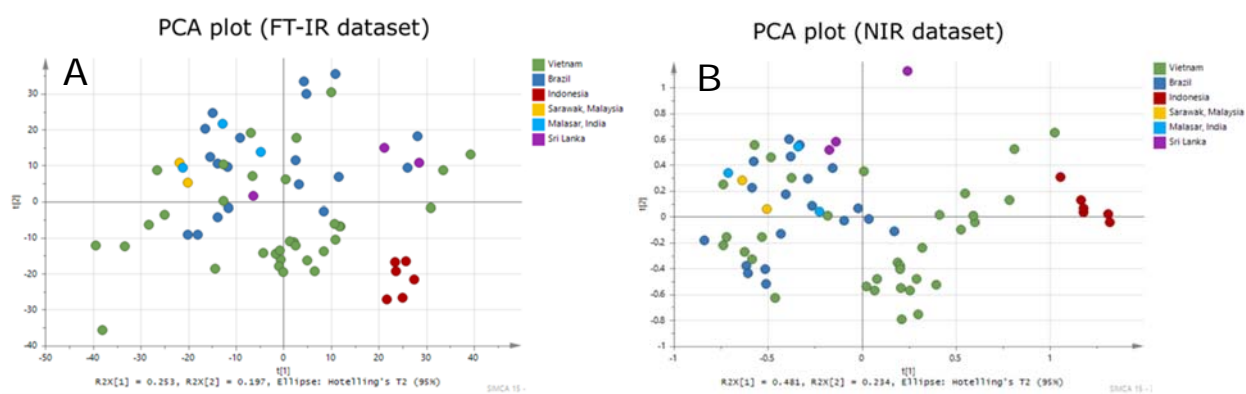 PCA plot (FT-IR dataset)
A
Vietnam
Brazil
Indonesia
Sarawak, Malaysia
Malasar, India
Sri Lanka
t[2]
30
20
10
0
-10
-20
-30
-40
-50 -40 -30 -20 -10 0 10 20 30 40
t[1]
R2X[1] = 0.253, R2X[2] = 0.197, Ellipse: Hotelling's T2 (95%)
SIMCA 15 -
PCA plot (NIR dataset)
B
Vietnam
Brazil
Indonesia
Sarawak, Malaysia
Malasar, India
Sri Lanka
t[2]
1
0.8
0.6
0.4
0.2
0
-0.2
-0.4
-0.6
-0.8
-1
-1 -0.5 0 0.5 1
t[1]
R2X[1] = 0.481, R2X[2] = 0.234, Ellipse: Hotelling's T2 (95%)
SIMCA 15 -